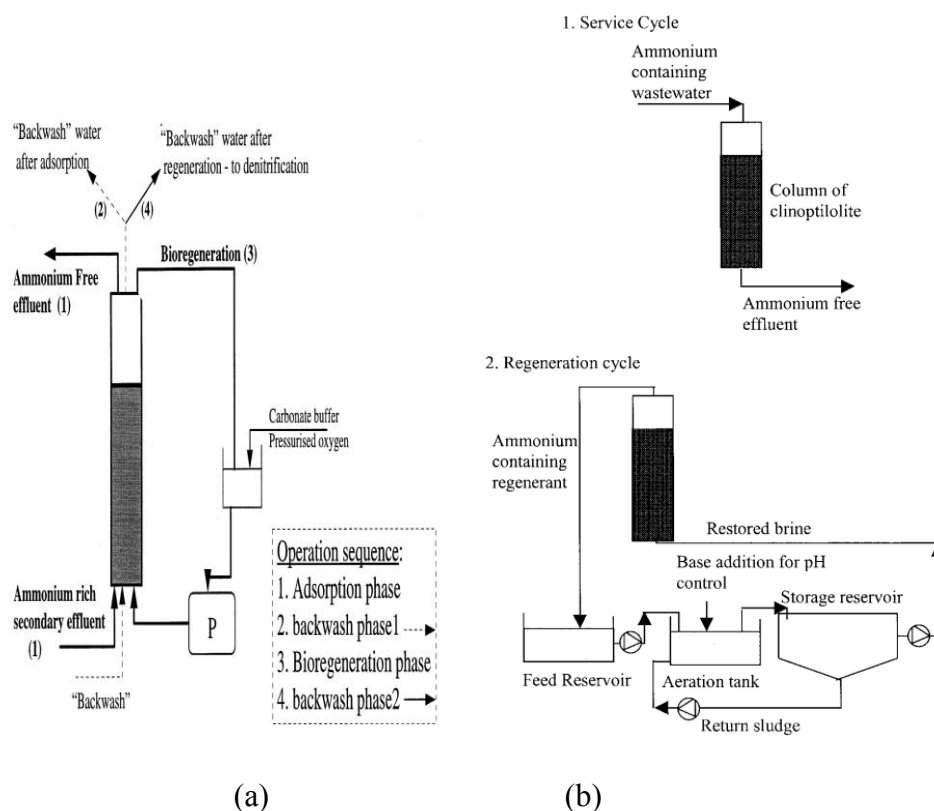 “Backwash” water
after adsorption
“Backwash” water after
regeneration - to denitrification
(2)
(4)
Bioregeneration (3)
Ammonium Free
effluent (1)
Carbonate buffer
Pressurised oxygen
Ammonium rich
secondary effluent
(1)
P
“Backwash”
Operation sequence:
1. Adsorption phase
2. backwash phase1
3. Bioregeneration phase
4. backwash phase2
(a)
1. Service Cycle
Ammonium
containing
wastewater
Column of
clinoptilolite
Ammonium free
effluent
2. Regeneration cycle
Ammonium
containing
regenerant
Restored brine
Base addition for pH
control
Storage reservoir
Feed Reservoir
Aeration tank
Return sludge
(b)